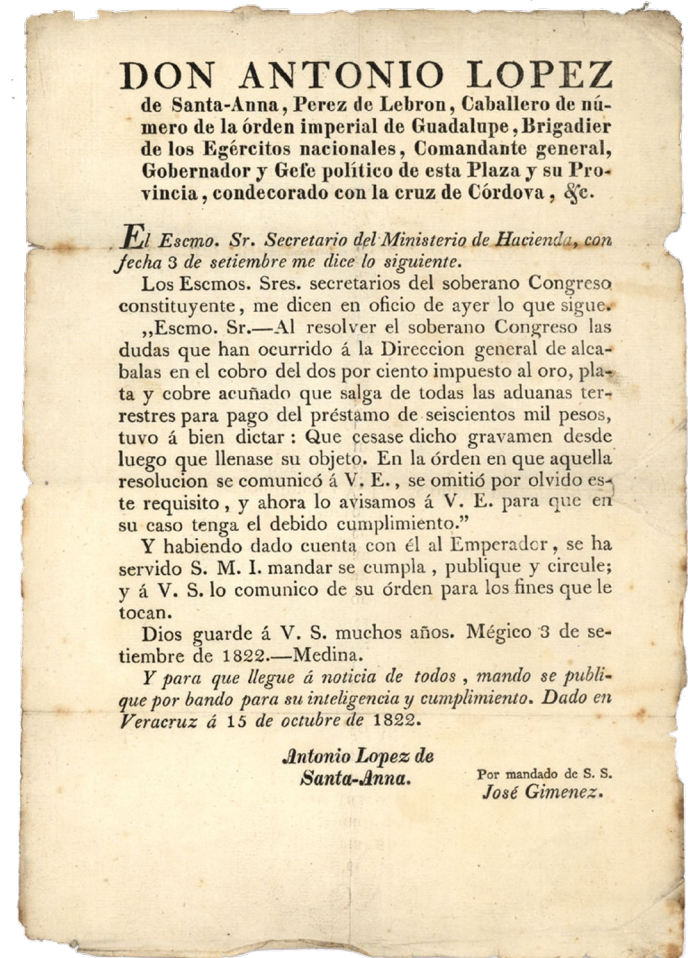 DON ANTONIO LOPEZ
de Santa-Anna, Perez de Lebron, Caballero de nú-
mero de la órden imperial de Guadalupe, Brigadier
de los Egércitos nacionales, Comandante general,
Gobernador y Gefe político de esta Plaza y su Pro-
vincia, condecorado con la cruz de Córdova, &c.
El Escmo. Sr. Secretario del Ministerio de Hacienda, con
fecha 3 de setiembre me dice lo siguiente.
Los Escmos. Sres. secretarios del soberano Congreso
constituyente, me dicen en oficio de ayer lo que sigue.
„Escmo. Sr.—Al resolver el soberano Congreso las
dudas que han ocurrido á la Direccion general de alca-
balas en el cobro del dos por ciento impuesto al oro, pla-
ta y cobre acuñado que salga de todas las aduanas ter-
restres para pago del préstamo de seiscientos mil pesos,
tuvo á bien dictar: Que cesase dicho gravamen desde
luego que llenase su objeto. En la órden en que aquella
resolucion se comunicó á V. E., se omitió por olvido es-
te requisito, y ahora lo avisamos á V. E. para que en
su caso tenga el debido cumplimiento.”
Y habiendo dado cuenta con él al Emperador, se ha
servido S. M. I. mandar se cumpla, publique y circule;
y á V. S. lo comunico de su órden para los fines que le
tocan.
Dios guarde á V. S. muchos años. Mégico 3 de se-
tiembre de 1822.—Medina.
Y para que llegue á noticia de todos, mando se publi-
que por bando para su inteligencia y cumplimiento. Dado en
Veracruz á 15 de octubre de 1822.
Antonio Lopez de
Santa-Anna.
Por mandado de S. S.
José Gimenez.